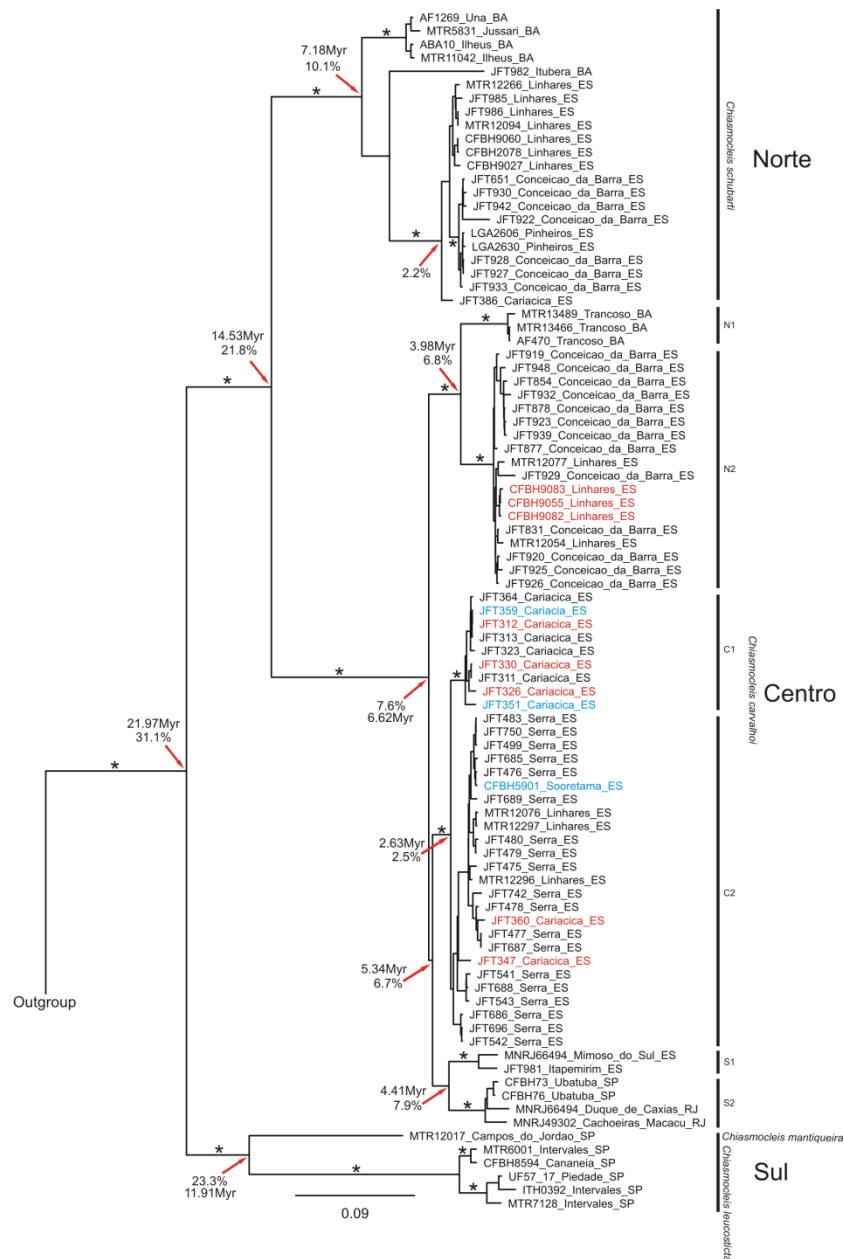 AF1269_Una_BA
MTR5831_Jussari_BA
ABA10_Ilheus_BA
MTR11042_Ilheus_BA
JFT982_Itubera_BA
MTR12266_Linhares_ES
JFT985_Linhares_ES
JFT986_Linhares_ES
MTR12094_Linhares_ES
CFBH9060_Linhares_ES
CFBH2078_Linhares_ES
CFBH9027_Linhares_ES
JFT651_Conceicao_da_Barra_ES
JFT930_Conceicao_da_Barra_ES
JFT942_Conceicao_da_Barra_ES
JFT922_Conceicao_da_Barra_ES
LGA2606_Pinheiros_ES
LGA2630_Pinheiros_ES
JFT928_Conceicao_da_Barra_ES
JFT927_Conceicao_da_Barra_ES
JFT933_Conceicao_da_Barra_ES
JFT386_Cariacica_ES
MTR13489_Trancoso_BA
MTR13466_Trancoso_BA
AF470_Trancoso_BA
JFT919_Conceicao_da_Barra_ES
JFT948_Conceicao_da_Barra_ES
JFT854_Conceicao_da_Barra_ES
JFT932_Conceicao_da_Barra_ES
JFT878_Conceicao_da_Barra_ES
JFT923_Conceicao_da_Barra_ES
JFT939_Conceicao_da_Barra_ES
JFT877_Conceicao_da_Barra_ES
MTR12077_Linhares_ES
JFT929_Conceicao_da_Barra_ES
CFBH9083_Linhares_ES
CFBH9055_Linhares_ES
CFBH9082_Linhares_ES
JFT831_Conceicao_da_Barra_ES
MTR12054_Linhares_ES
JFT920_Conceicao_da_Barra_ES
JFT925_Conceicao_da_Barra_ES
JFT926_Conceicao_da_Barra_ES
JFT364_Cariacica_ES
JFT359_Cariacia_ES
JFT312_Cariacica_ES
JFT313_Cariacica_ES
JFT323_Cariacica_ES
JFT330_Cariacica_ES
JFT311_Cariacica_ES
JFT326_Cariacica_ES
JFT351_Cariacica_ES
JFT483_Serra_ES
JFT750_Serra_ES
JFT499_Serra_ES
JFT685_Serra_ES
JFT476_Serra_ES
CFBH5901_Sooretama_ES
JFT689_Serra_ES
MTR12076_Linhares_ES
MTR12297_Linhares_ES
JFT480_Serra_ES
JFT479_Serra_ES
JFT475_Serra_ES
MTR12296_Linhares_ES
JFT742_Serra_ES
JFT478_Serra_ES
JFT360_Cariacica_ES
JFT477_Serra_ES
JFT687_Serra_ES
JFT347_Cariacica_ES
JFT541_Serra_ES
JFT688_Serra_ES
JFT543_Serra_ES
JFT686_Serra_ES
JFT696_Serra_ES
JFT542_Serra_ES
MNRJ66494_Mimoso_do_Sul_ES
JFT981_Itapemirim_ES
CFBH73_Ubatuba_SP
CFBH76_Ubatuba_SP
MNRJ66494_Duque_de_Caxias_RJ
MNRJ49302_Cachoeiras_Macacu_RJ
MTR12017_Campos_do_Jordao_SP
MTR6001_Intervales_SP
CFBH8594_Cananeia_SP
UF57_17_Piedade_SP
ITH0392_Intervales_SP
MTR7128_Intervales_SP
7.18Myr
10.1%
2.2%
14.53Myr
21.8%
3.98Myr
6.8%
7.6%
6.62Myr
21.97Myr
31.1%
2.63Myr
2.5%
5.34Myr
6.7%
4.41Myr
7.9%
23.3%
11.91Myr
Outgroup
0.09
Chiasmocleis schubarti
Norte
N1
N2
C1
C2
Chiasmocleis carvalhoi
Centro
S1
S2
Chiasmocleis mantiqueira
Chiasmocleis leucosticta
Sul